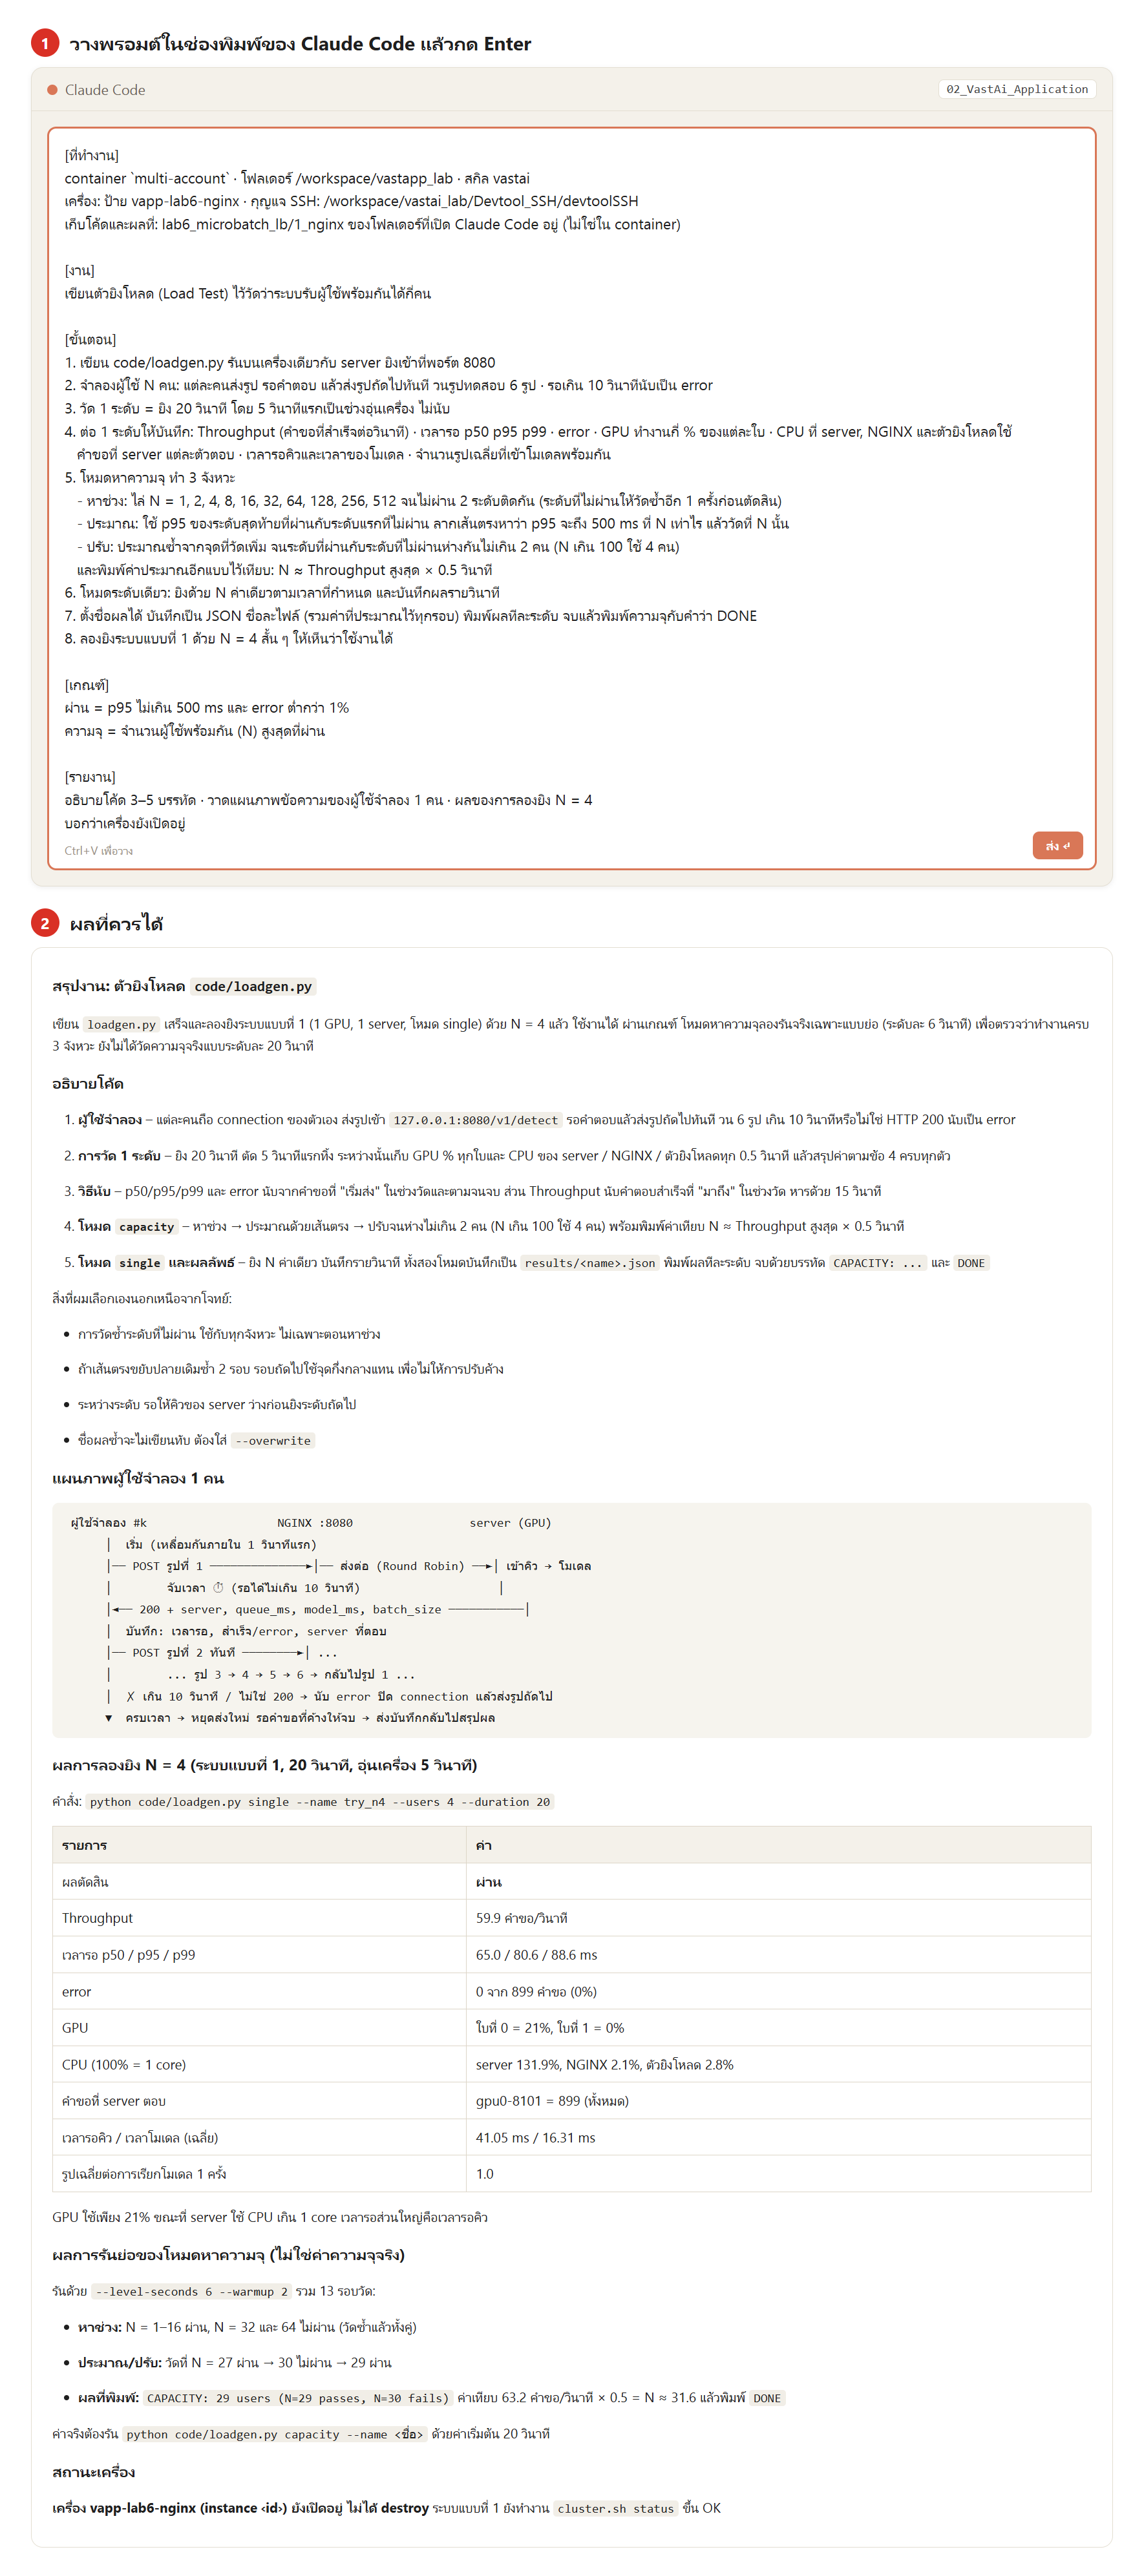 1 วางพรอมต์ในช่องพิมพ์ของ Claude Code แล้วกด Enter
Claude Code 02_VastAi_Application
[ที่ทำงาน]
container `multi-account` · โฟลเดอร์ /workspace/vastapp_lab · สกิล vastai
เครื่อง: ป้าย vapp-lab6-nginx · กุญแจ SSH: /workspace/vastai_lab/Devtool_SSH/devtoolSSH
เก็บโค้ดและผลที่: lab6_microbatch_lb/1_nginx ของโฟลเดอร์ที่เปิด Claude Code อยู่ (ไม่ใช่ใน container)
[งาน]
เขียนตัวยิงโหลด (Load Test) ไว้วัดว่าระบบรับผู้ใช้พร้อมกันได้กี่คน
[ขั้นตอน]
1. เขียน code/loadgen.py รันบนเครื่องเดียวกับ server ยิงเข้าที่พอร์ต 8080
2. จำลองผู้ใช้ N คน: แต่ละคนส่งรูป รอคำตอบ แล้วส่งรูปถัดไปทันที วนรูปทดสอบ 6 รูป · รอเกิน 10 วินาทีนับเป็น error
3. วัด 1 ระดับ = ยิง 20 วินาที โดย 5 วินาทีแรกเป็นช่วงอุ่นเครื่อง ไม่นับ
4. ต่อ 1 ระดับให้บันทึก: Throughput (คำขอที่สำเร็จต่อวินาที) · เวลารอ p50 p95 p99 · error · GPU ทำงานกี่ % ของแต่ละใบ · CPU ที่ server, NGINX และตัวยิงโหลดใช้
คำขอที่ server แต่ละตัวตอบ · เวลารอคิวและเวลาของโมเดล · จำนวนรูปเฉลี่ยที่เข้าโมเดลพร้อมกัน
5. โหมดหาความจุ ทำ 3 จังหวะ
- หาช่วง: ไล่ N = 1, 2, 4, 8, 16, 32, 64, 128, 256, 512 จนไม่ผ่าน 2 ระดับติดกัน (ระดับที่ไม่ผ่านให้วัดซ้ำอีก 1 ครั้งก่อนตัดสิน)
- ประมาณ: ใช้ p95 ของระดับสุดท้ายที่ผ่านกับระดับแรกที่ไม่ผ่าน ลากเส้นตรงหาว่า p95 จะถึง 500 ms ที่ N เท่าไร แล้ววัดที่ N นั้น
- ปรับ: ประมาณซ้ำจากจุดที่วัดเพิ่ม จนระดับที่ผ่านกับระดับที่ไม่ผ่านห่างกันไม่เกิน 2 คน (N เกิน 100 ใช้ 4 คน)
และพิมพ์ค่าประมาณอีกแบบไว้เทียบ: N ≈ Throughput สูงสุด × 0.5 วินาที
6. โหมดระดับเดียว: ยิงด้วย N ค่าเดียวตามเวลาที่กำหนด และบันทึกผลรายวินาที
7. ตั้งชื่อผลได้ บันทึกเป็น JSON ชื่อละไฟล์ (รวมค่าที่ประมาณไว้ทุกรอบ) พิมพ์ผลทีละระดับ จบแล้วพิมพ์ความจุกับคำว่า DONE
8. ลองยิงระบบแบบที่ 1 ด้วย N = 4 สั้น ๆ ให้เห็นว่าใช้งานได้
[เกณฑ์]
ผ่าน = p95 ไม่เกิน 500 ms และ error ต่ำกว่า 1%
ความจุ = จำนวนผู้ใช้พร้อมกัน (N) สูงสุดที่ผ่าน
[รายงาน]
อธิบายโค้ด 3–5 บรรทัด · วาดแผนภาพข้อความของผู้ใช้จำลอง 1 คน · ผลของการลองยิง N = 4
บอกว่าเครื่องยังเปิดอยู่
Ctrl+V เพื่อวาง ส่ง ↵
2 ผลที่ควรได้
สรุปงาน: ตัวยิงโหลด code/loadgen.py
เขียน loadgen.py เสร็จและลองยิงระบบแบบที่ 1 (1 GPU, 1 server, โหมด single) ด้วย N = 4 แล้ว ใช้งานได้ ผ่านเกณฑ์ โหมดหาความจุลองรันจริงเฉพาะแบบย่อ (ระดับละ 6 วินาที) เพื่อตรวจว่าทำงานครบ
3 จังหวะ ยังไม่ได้วัดความจุจริงแบบระดับละ 20 วินาที
อธิบายโค้ด
1. ผู้ใช้จำลอง – แต่ละคนถือ connection ของตัวเอง ส่งรูปเข้า 127.0.0.1:8080/v1/detect รอคำตอบแล้วส่งรูปถัดไปทันที วน 6 รูป เกิน 10 วินาทีหรือไม่ใช่ HTTP 200 นับเป็น error
2. การวัด 1 ระดับ – ยิง 20 วินาที ตัด 5 วินาทีแรกทิ้ง ระหว่างนั้นเก็บ GPU % ทุกใบและ CPU ของ server / NGINX / ตัวยิงโหลดทุก 0.5 วินาที แล้วสรุปค่าตามข้อ 4 ครบทุกตัว
3. วิธีนับ – p50/p95/p99 และ error นับจากคำขอที่ "เริ่มส่ง" ในช่วงวัดและตามจนจบ ส่วน Throughput นับคำตอบสำเร็จที่ "มาถึง" ในช่วงวัด หารด้วย 15 วินาที
4. โหมด capacity – หาช่วง → ประมาณด้วยเส้นตรง → ปรับจนห่างไม่เกิน 2 คน (N เกิน 100 ใช้ 4 คน) พร้อมพิมพ์ค่าเทียบ N ≈ Throughput สูงสุด × 0.5 วินาที
5. โหมด single และผลลัพธ์ – ยิง N ค่าเดียว บันทึกรายวินาที ทั้งสองโหมดบันทึกเป็น results/<name>.json พิมพ์ผลทีละระดับ จบด้วยบรรทัด CAPACITY: ... และ DONE
สิ่งที่ผมเลือกเองนอกเหนือจากโจทย์:
• การวัดซ้ำระดับที่ไม่ผ่าน ใช้กับทุกจังหวะ ไม่เฉพาะตอนหาช่วง
• ถ้าเส้นตรงขยับปลายเดิมซ้ำ 2 รอบ รอบถัดไปใช้จุดกึ่งกลางแทน เพื่อไม่ให้การปรับค้าง
• ระหว่างระดับ รอให้คิวของ server ว่างก่อนยิงระดับถัดไป
• ชื่อผลซ้ำจะไม่เขียนทับ ต้องใส่ --overwrite
แผนภาพผู้ใช้จำลอง 1 คน
ผู้ใช้จำลอง #k NGINX :8080 server (GPU)
│ เริ่ม (เหลื่อมกันภายใน 1 วินาทีแรก)
│── POST รูปที่ 1 ──────────────►│── ส่งต่อ (Round Robin) ──►│ เข้าคิว → โมเดล
│ จับเวลา ⏱ (รอได้ไม่เกิน 10 วินาที) │
│◄── 200 + server, queue_ms, model_ms, batch_size ───────────│
│ บันทึก: เวลารอ, สำเร็จ/error, server ที่ตอบ
│── POST รูปที่ 2 ทันที ────────►│ ...
│ ... รูป 3 → 4 → 5 → 6 → กลับไปรูป 1 ...
│ ✗ เกิน 10 วินาที / ไม่ใช่ 200 → นับ error ปิด connection แล้วส่งรูปถัดไป
▼ ครบเวลา → หยุดส่งใหม่ รอคำขอที่ค้างให้จบ → ส่งบันทึกกลับไปสรุปผล
ผลการลองยิง N = 4 (ระบบแบบที่ 1, 20 วินาที, อุ่นเครื่อง 5 วินาที)
คำสั่ง: python code/loadgen.py single --name try_n4 --users 4 --duration 20
รายการ ค่า
ผลตัดสิน ผ่าน
Throughput 59.9 คำขอ/วินาที
เวลารอ p50 / p95 / p99 65.0 / 80.6 / 88.6 ms
error 0 จาก 899 คำขอ (0%)
GPU ใบที่ 0 = 21%, ใบที่ 1 = 0%
CPU (100% = 1 core) server 131.9%, NGINX 2.1%, ตัวยิงโหลด 2.8%
คำขอที่ server ตอบ gpu0-8101 = 899 (ทั้งหมด)
เวลารอคิว / เวลาโมเดล (เฉลี่ย) 41.05 ms / 16.31 ms
รูปเฉลี่ยต่อการเรียกโมเดล 1 ครั้ง 1.0
GPU ใช้เพียง 21% ขณะที่ server ใช้ CPU เกิน 1 core เวลารอส่วนใหญ่คือเวลารอคิว
ผลการรันย่อของโหมดหาความจุ (ไม่ใช่ค่าความจุจริง)
รันด้วย --level-seconds 6 --warmup 2 รวม 13 รอบวัด:
• หาช่วง: N = 1–16 ผ่าน, N = 32 และ 64 ไม่ผ่าน (วัดซ้ำแล้วทั้งคู่)
• ประมาณ/ปรับ: วัดที่ N = 27 ผ่าน → 30 ไม่ผ่าน → 29 ผ่าน
• ผลที่พิมพ์: CAPACITY: 29 users (N=29 passes, N=30 fails) ค่าเทียบ 63.2 คำขอ/วินาที × 0.5 = N ≈ 31.6 แล้วพิมพ์ DONE
ค่าจริงต้องรัน python code/loadgen.py capacity --name <ชื่อ> ด้วยค่าเริ่มต้น 20 วินาที
สถานะเครื่อง
เครื่อง vapp-lab6-nginx (instance ‹id›) ยังเปิดอยู่ ไม่ได้ destroy ระบบแบบที่ 1 ยังทำงาน cluster.sh status ขึ้น OK